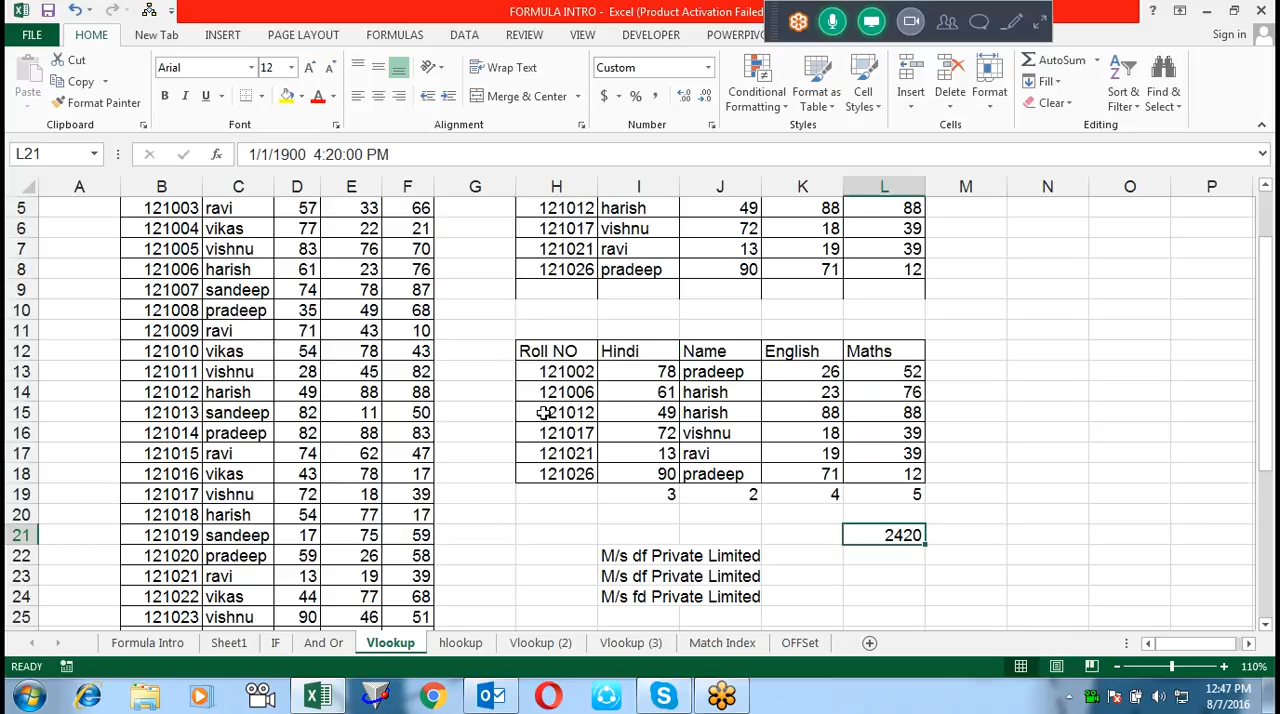 FORMULA INTRO - Excel (Product Activation Failed)
Sign in
FILE HOME New Tab INSERT PAGE LAYOUT FORMULAS DATA REVIEW VIEW DEVELOPER POWERPIV
Paste Cut Copy Format Painter
Arial 12
B I U
Wrap Text
Merge & Center
Custom
$ % ,
Conditional Formatting Format as Table Cell Styles
Insert Delete Format
AutoSum Fill Clear
Sort & Filter Find & Select
Clipboard Font Alignment Number Styles Cells Editing
L21 fx 1/1/1900 4:20:00 PM
A B C D E F G H I J K L M N O P
5 121003 ravi 57 33 66 121012 harish 49 88 88
6 121004 vikas 77 22 21 121017 vishnu 72 18 39
7 121005 vishnu 83 76 70 121021 ravi 13 19 39
8 121006 harish 61 23 76 121026 pradeep 90 71 12
9 121007 sandeep 74 78 87
10 121008 pradeep 35 49 68
11 121009 ravi 71 43 10
12 121010 vikas 54 78 43 Roll NO Hindi Name English Maths
13 121011 vishnu 28 45 82 121002 78 pradeep 26 52
14 121012 harish 49 88 88 121006 61 harish 23 76
15 121013 sandeep 82 11 50 121012 49 harish 88 88
16 121014 pradeep 82 88 83 121017 72 vishnu 18 39
17 121015 ravi 74 62 47 121021 13 ravi 19 39
18 121016 vikas 43 78 17 121026 90 pradeep 71 12
19 121017 vishnu 72 18 39 3 2 4 5
20 121018 harish 54 77 17
21 121019 sandeep 17 75 59 2420
22 121020 pradeep 59 26 58 M/s df Private Limited
23 121021 ravi 13 19 39 M/s df Private Limited
24 121022 vikas 44 77 68 M/s fd Private Limited
25 121023 vishnu 90 46 51
Formula Intro Sheet1 IF And Or Vlookup hlookup Vlookup (2) Vlookup (3) Match Index OFFSet
READY 110%
12:47 PM
8/7/2016